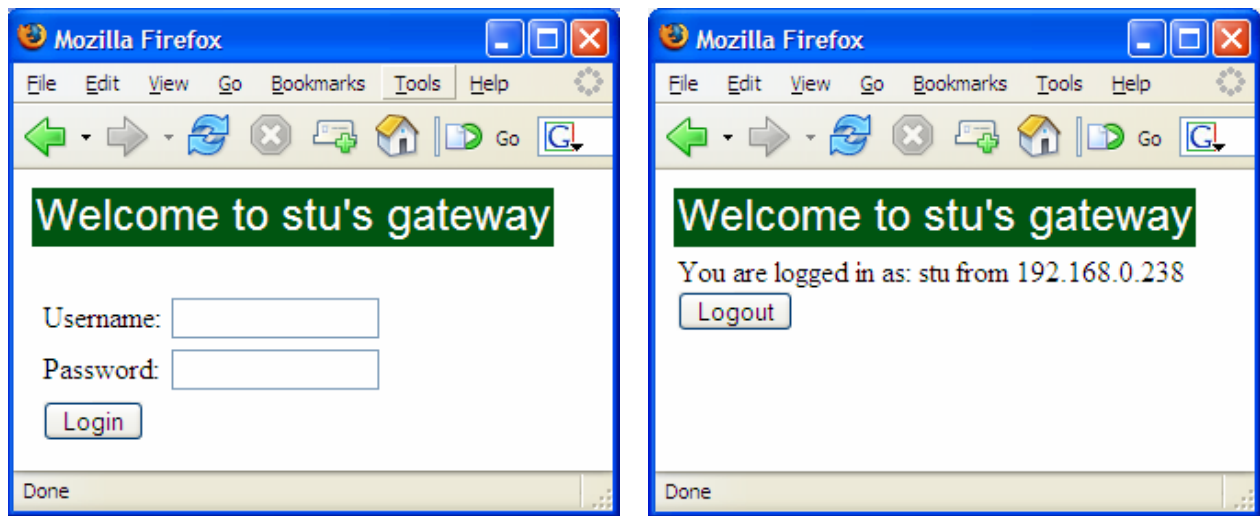 Mozilla Firefox
File Edit View Go Bookmarks Tools Help
Go G
Welcome to stu's gateway
Username:
Password:
Login
Done
Mozilla Firefox
File Edit View Go Bookmarks Tools Help
Go G
Welcome to stu's gateway
You are logged in as: stu from 192.168.0.238
Logout
Done